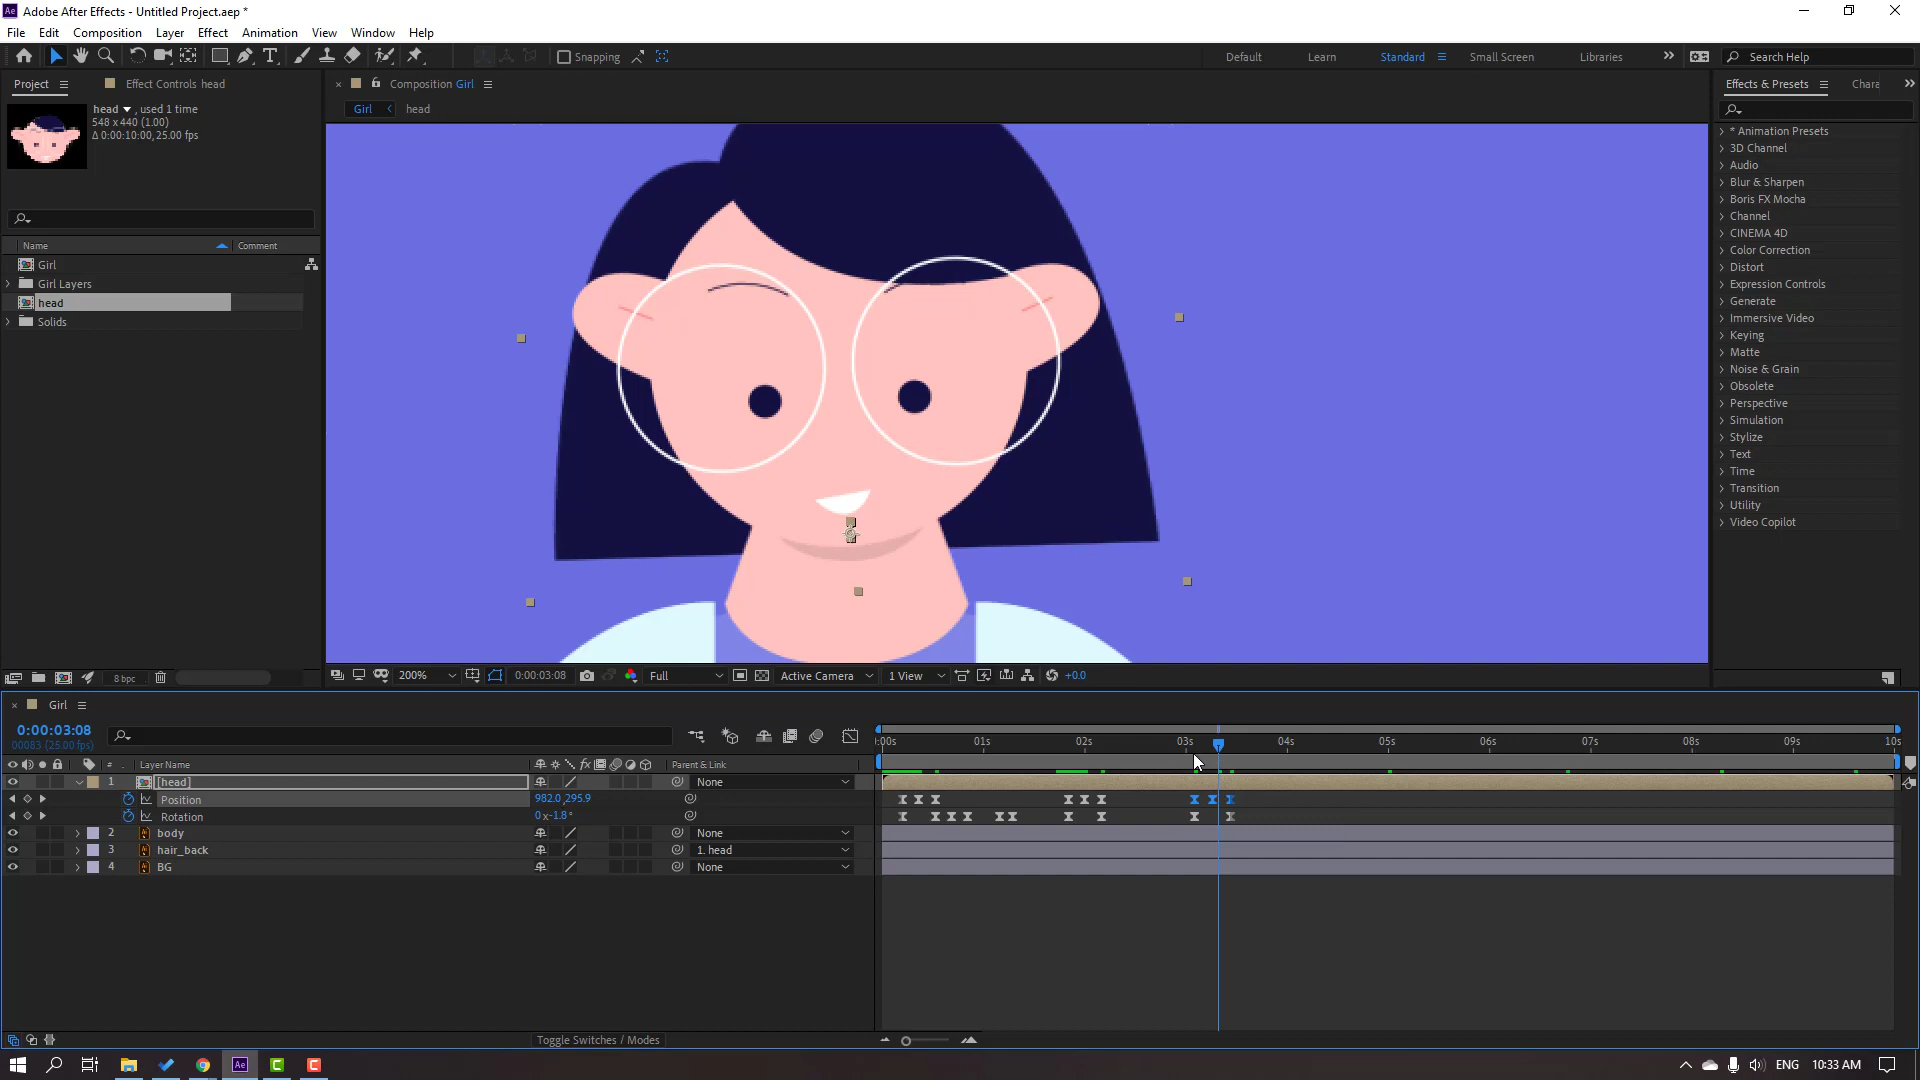 Ae Adobe After Effects - Untitled Project.aep *
File Edit Composition Layer Effect Animation View Window Help
Snapping Default Learn Standard Small Screen Libraries Search Help
Project Effect Controls head
head , used 1 time
548 x 440 (1.00)
Δ 0:00:10:00, 25.00 fps
Name Comment
Girl
Girl Layers
head
Solids
8 bpc
Composition Girl
Girl head
200% 0:00:03:08 Full Active Camera 1 View +0.0
Effects & Presets Chara
* Animation Presets
3D Channel
Audio
Blur & Sharpen
Boris FX Mocha
Channel
CINEMA 4D
Color Correction
Distort
Expression Controls
Generate
Immersive Video
Keying
Matte
Noise & Grain
Obsolete
Perspective
Simulation
Stylize
Text
Time
Transition
Utility
Video Copilot
Girl
0:00:03:08
00083 (25.00 fps)
:00s 01s 02s 03s 04s 05s 06s 07s 08s 09s 10s
# Layer Name fx Parent & Link
1 [head] None
Position 982.0,295.9
Rotation 0x-1.8°
2 body None
3 hair_back 1. head
4 BG None
Toggle Switches / Modes
Ae C C ENG 10:33 AM